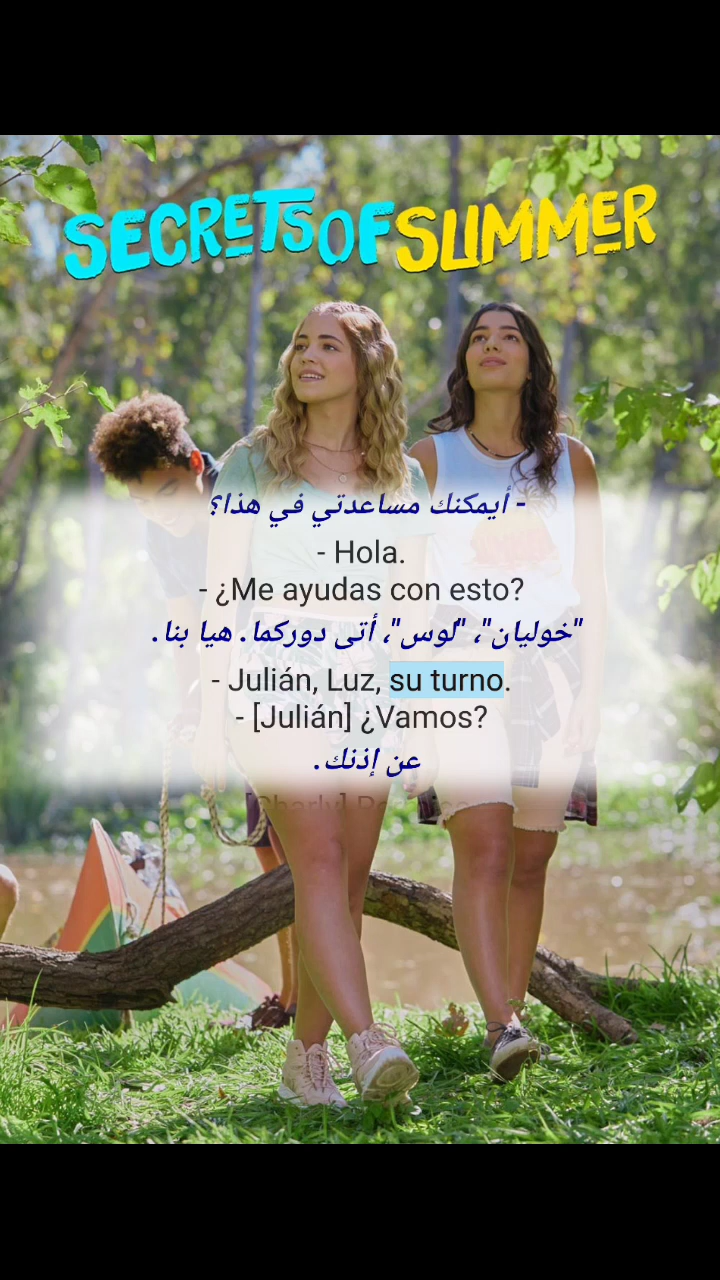 SECRETS OF SUMMER
- أيمكنك مساعدتي في هذا؟
- Hola.
- ¿Me ayudas con esto?
"خوليان"، "لوس"، أتى دوركما. هيا بنا.
- Julián, Luz, su turno.
- [Julián] ¿Vamos?
عن إذنك.
[Charly]